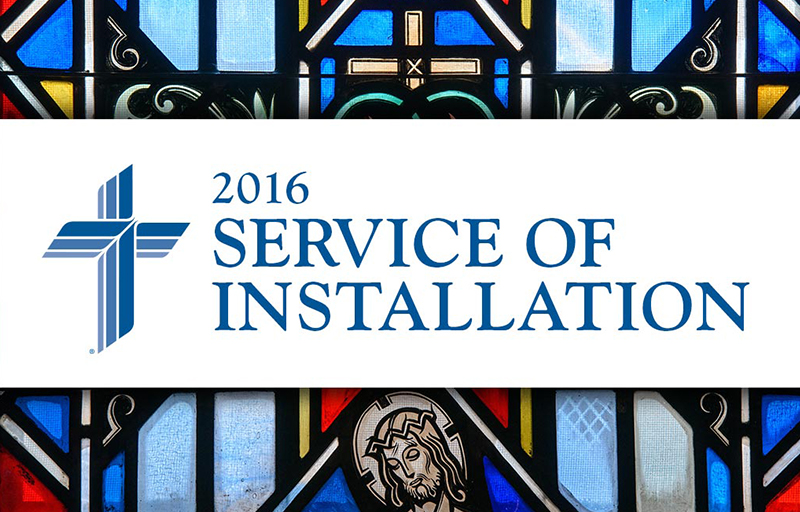 2016
SERVICE OF
INSTALLATION
®